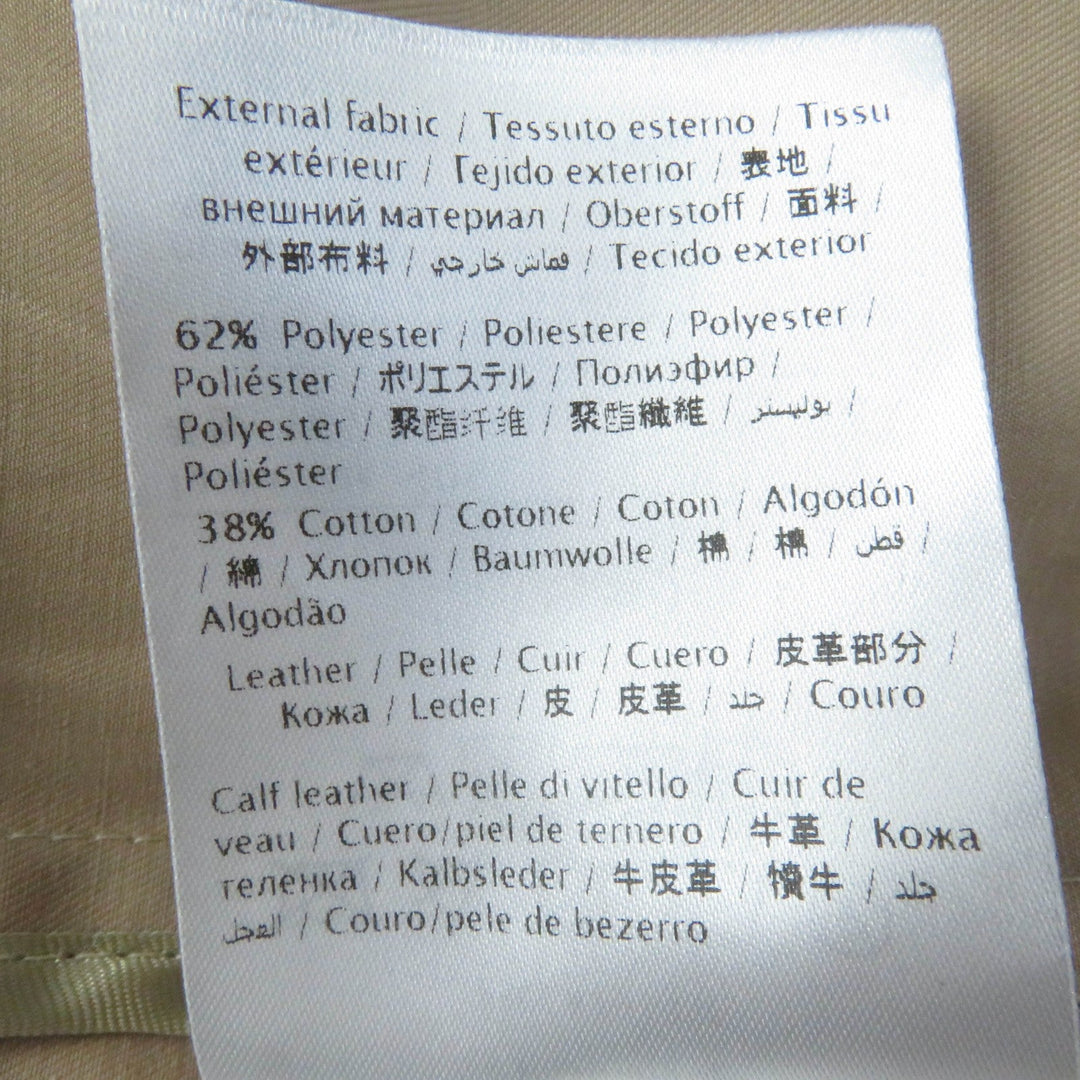 External fabric / Tessuto esterno / Tissu
extérieur / Tejido exterior / 表地 /
внешний материал / Oberstoff / 面料 /
外部布料 / قماش خارجي / Tecido exterior
62% Polyester / Poliestere / Polyester /
Poliéster / ポリエステル / Полиэфир /
Polyester / 聚酯纤维 / 聚酯纖維 / بوليستر /
Poliéster
38% Cotton / Cotone / Coton / Algodón
/ 綿 / Хлопок / Baumwolle / 棉 / 棉 / قطن /
Algodão
Leather / Pelle / Cuir / Cuero / 皮革部分 /
Кожа / Leder / 皮 / 皮革 / جلد / Couro
Calf leather / Pelle di vitello / Cuir de
veau / Cuero/piel de ternero / 牛革 / Кожа
теленка / Kalbsleder / 牛皮革 / 犢牛 / جلد
العجل / Couro/pele de bezerro